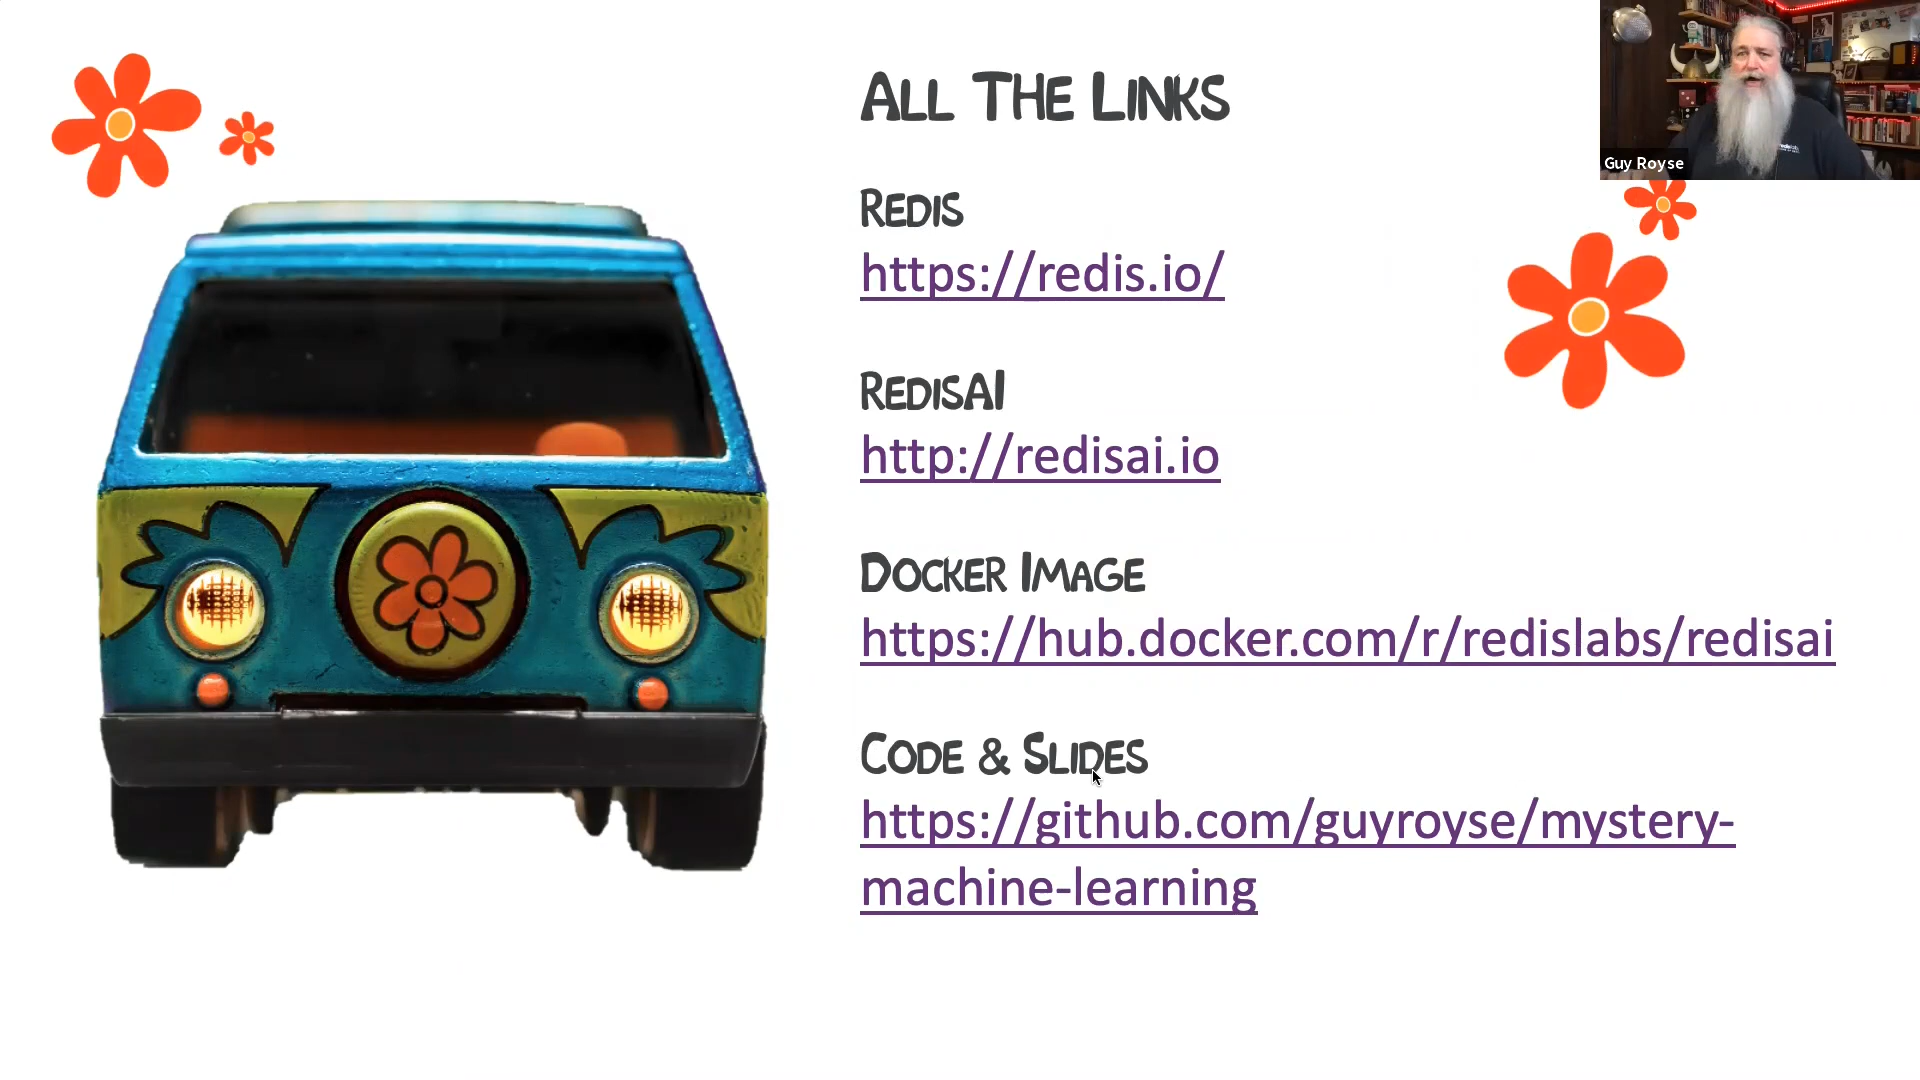 All The Links
Redis
https://redis.io/
RedisAI
http://redisai.io
Docker Image
https://hub.docker.com/r/redislabs/redisai
Code & Slides
https://github.com/guyroyse/mystery-
machine-learning
Guy Royse